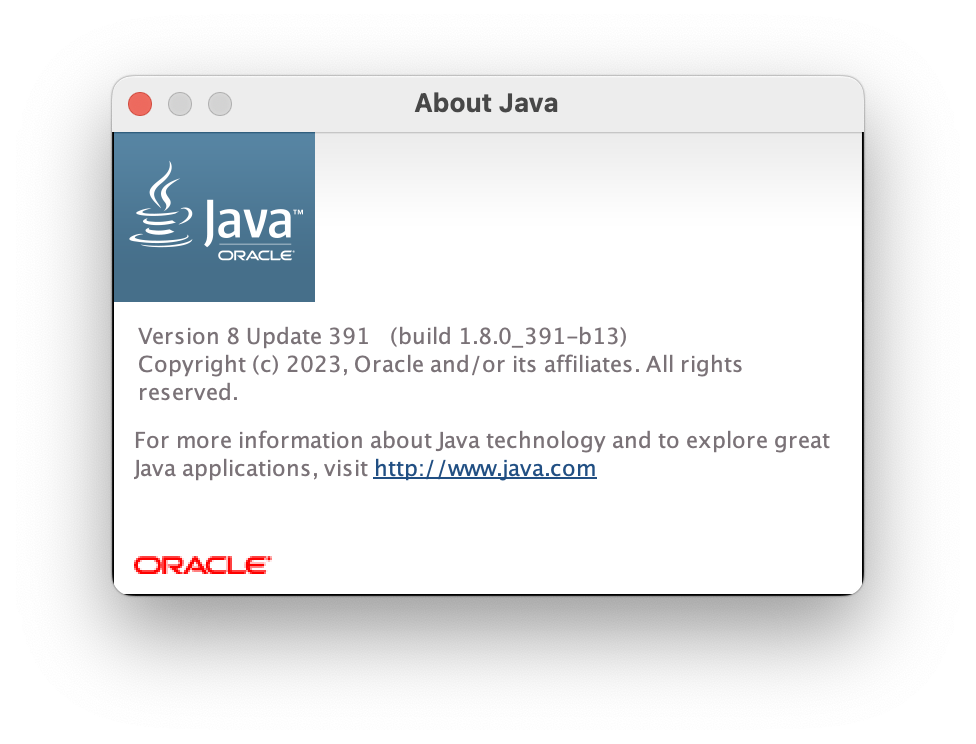 About Java
Java™
ORACLE
Version 8 Update 391 (build 1.8.0_391-b13)
Copyright (c) 2023, Oracle and/or its affiliates. All rights
reserved.
For more information about Java technology and to explore great
Java applications, visit http://www.java.com
ORACLE